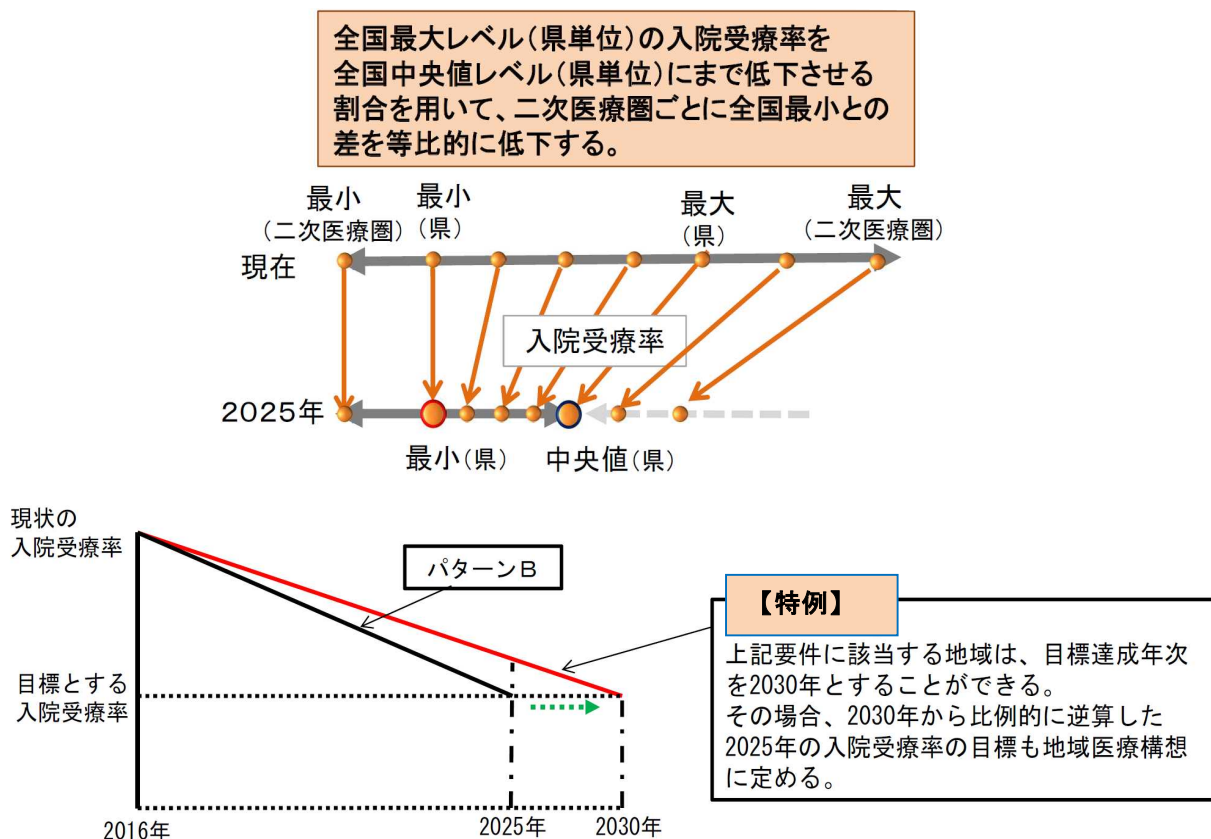 全国最大レベル(県単位)の入院受療率を
全国中央値レベル(県単位)にまで低下させる
割合を用いて、二次医療圏ごとに全国最小との
差を等比的に低下する。
最小
(二次医療圏)
最小
(県)
最大
(県)
最大
(二次医療圏)
現在
入院受療率
2025年
最小(県)
中央値(県)
現状の
入院受療率
パターンB
目標とする
入院受療率
【特例】
上記要件に該当する地域は、目標達成年次
を2030年とすることができる。
その場合、2030年から比例的に逆算した
2025年の入院受療率の目標も地域医療構想
に定める。
2016年
2025年
2030年